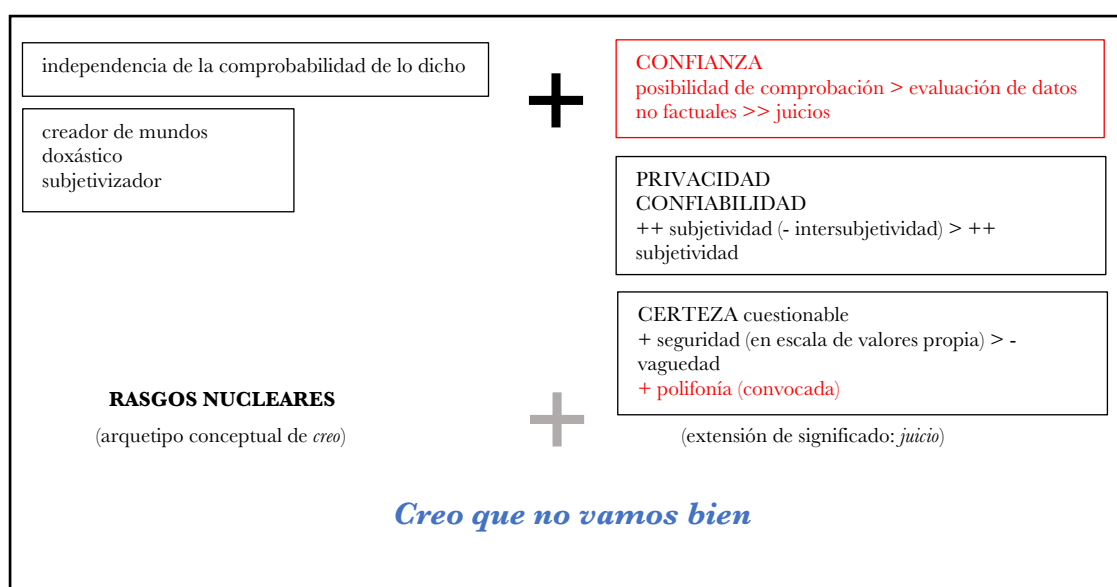 independencia de la comprobabilidad de lo dicho
creador de mundos
doxástico
subjetivizador
+
CONFIANZA
posibilidad de comprobación > evaluación de datos
no factuales >> juicios
PRIVACIDAD
CONFIABILIDAD
++ subjetividad (- intersubjetividad) > ++
subjetividad
CERTEZA cuestionable
+ seguridad (en escala de valores propia) > -
vaguedad
+ polifonía (convocada)
RASGOS NUCLEARES
(arquetipo conceptual de creo)
+
(extensión de significado: juicio)
Creo que no vamos bien